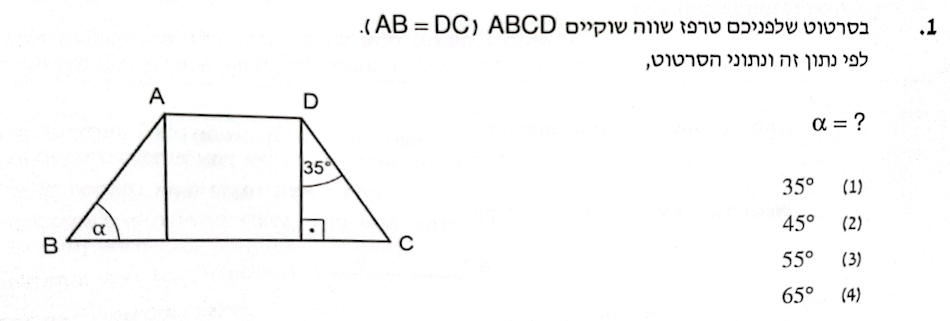 1. בסרטוט שלפניכם טרפז שווה שוקיים ABCD (AB = DC).
לפי נתון זה ונתוני הסרטוט,
α = ?
(1) 35°
(2) 45°
(3) 55°
(4) 65°
A
D
35°
α
B
C